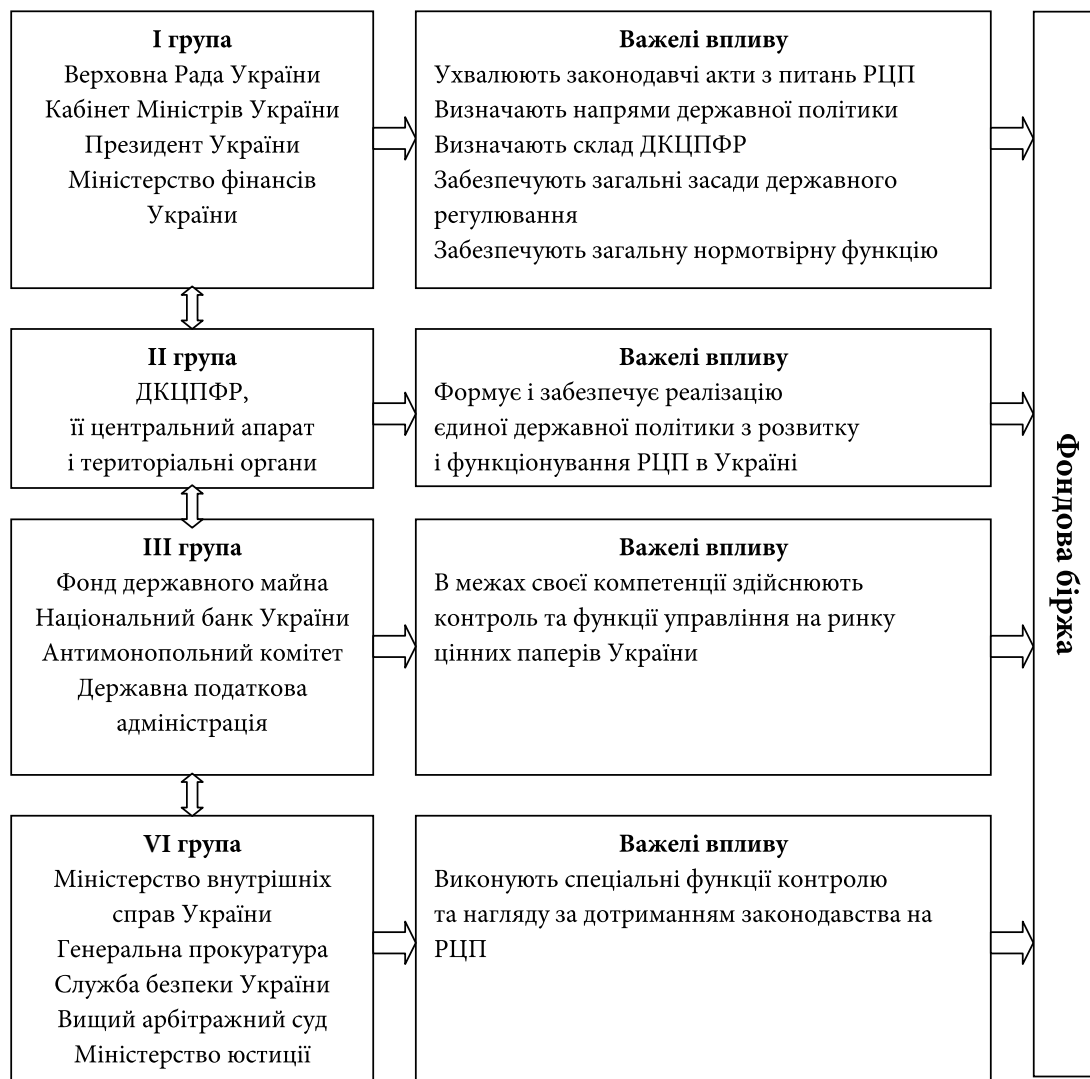 I група
Верховна Рада України
Кабінет Міністрів України
Президент України
Міністерство фінансів
України
Важелі впливу
Ухвалюють законодавчі акти з питань РЦП
Визначають напрями державної політики
Визначають склад ДКЦПФР
Забезпечують загальні засади державного
регулювання
Забезпечують загальну нормотвірну функцію
II група
ДКЦПФР,
її центральний апарат
і територіальні органи
Важелі впливу
Формує і забезпечує реалізацію
єдиної державної політики з розвитку
і функціонування РЦП в Україні
III група
Фонд державного майна
Національний банк України
Антимонопольний комітет
Державна податкова
адміністрація
Важелі впливу
В межах своєї компетенції здійснюють
контроль та функції управління на ринку
цінних паперів України
VI група
Міністерство внутрішніх
справ України
Генеральна прокуратура
Служба безпеки України
Вищий арбітражний суд
Міністерство юстиції
Важелі впливу
Виконують спеціальні функції контролю
та нагляду за дотриманням законодавства на
РЦП
Фондова біржа